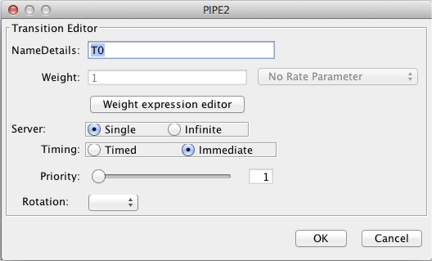 PIPE2
Transition Editor
NameDetails: T0
Weight: 1 No Rate Parameter
Weight expression editor
Server: Single Infinite
Timing: Timed Immediate
Priority: 1
Rotation:
OK Cancel